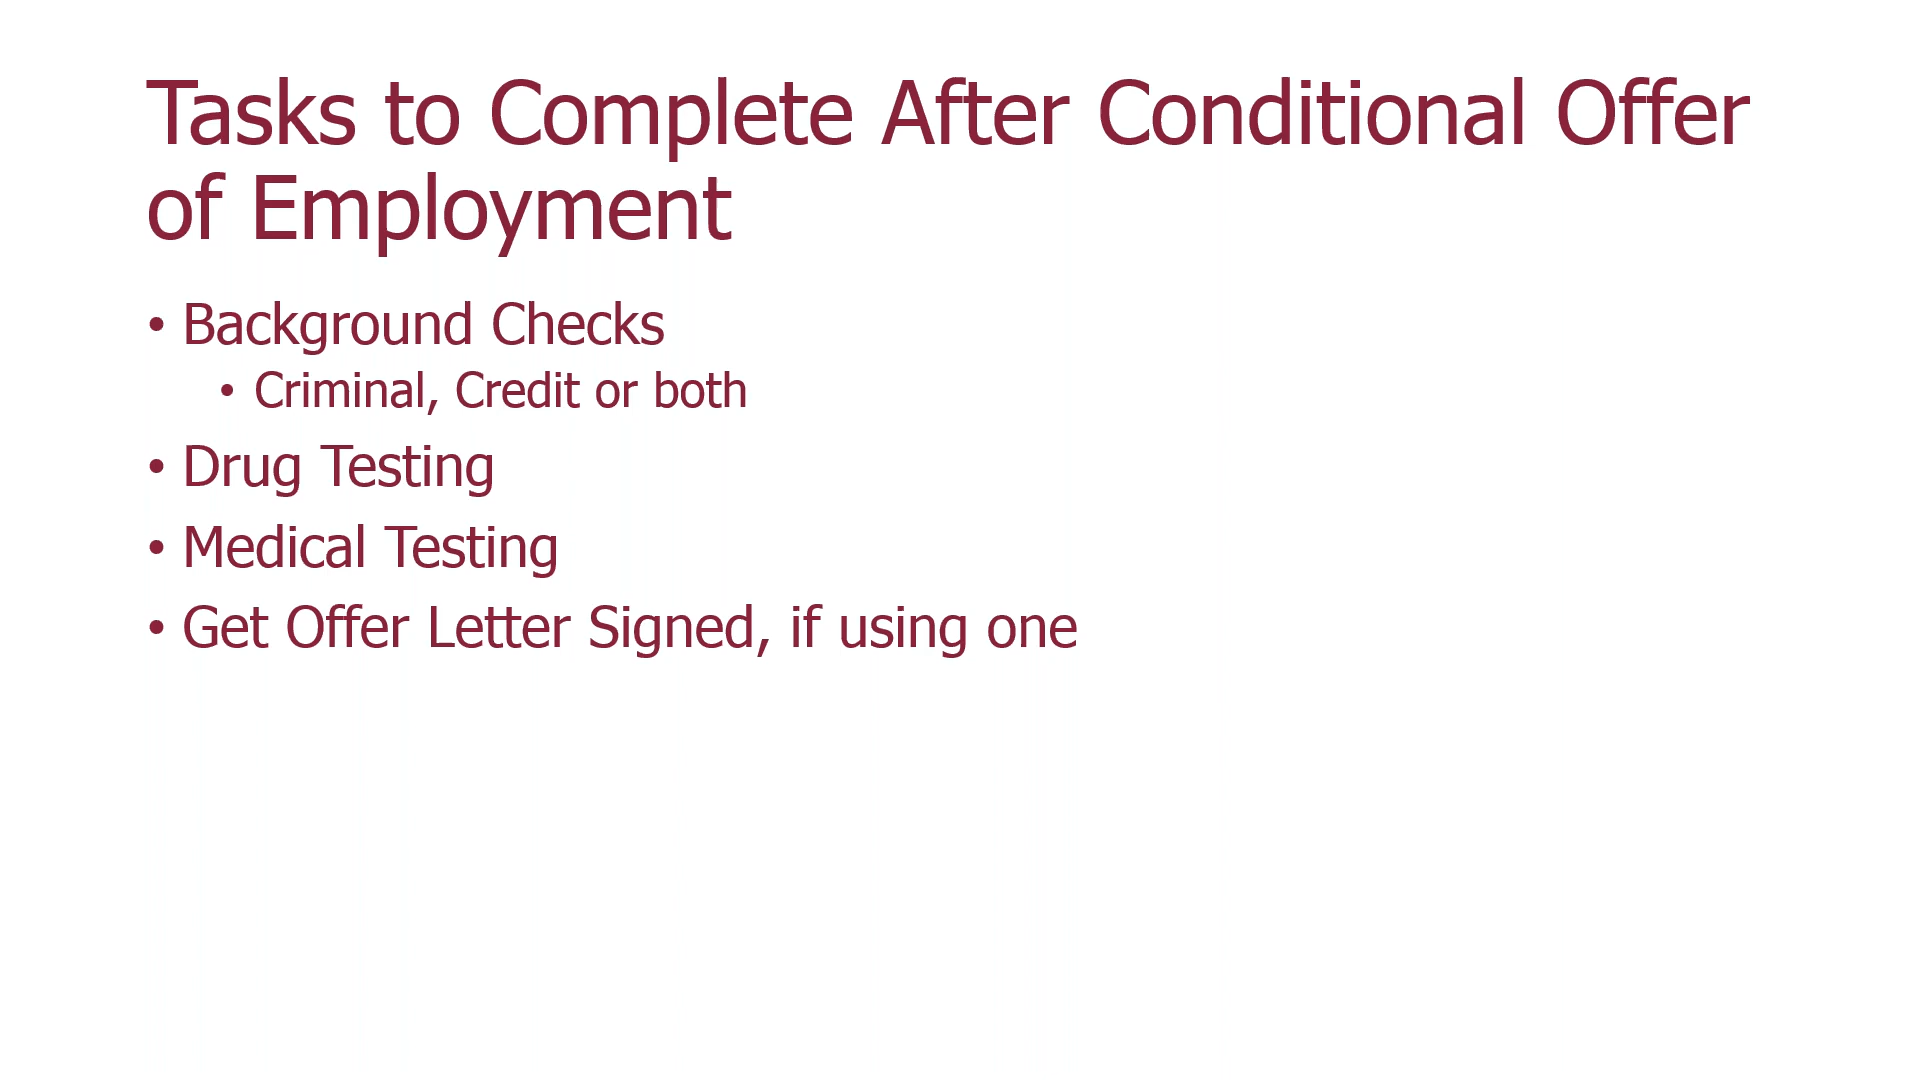 Tasks to Complete After Conditional Offer
of Employment
• Background Checks
• Criminal, Credit or both
• Drug Testing
• Medical Testing
• Get Offer Letter Signed, if using one